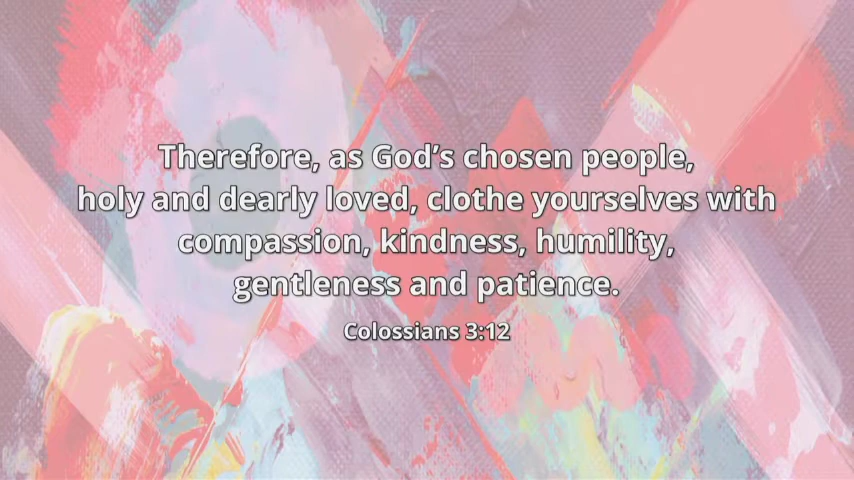 Therefore, as God’s chosen people,
holy and dearly loved, clothe yourselves with
compassion, kindness, humility,
gentleness and patience.
Colossians 3:12